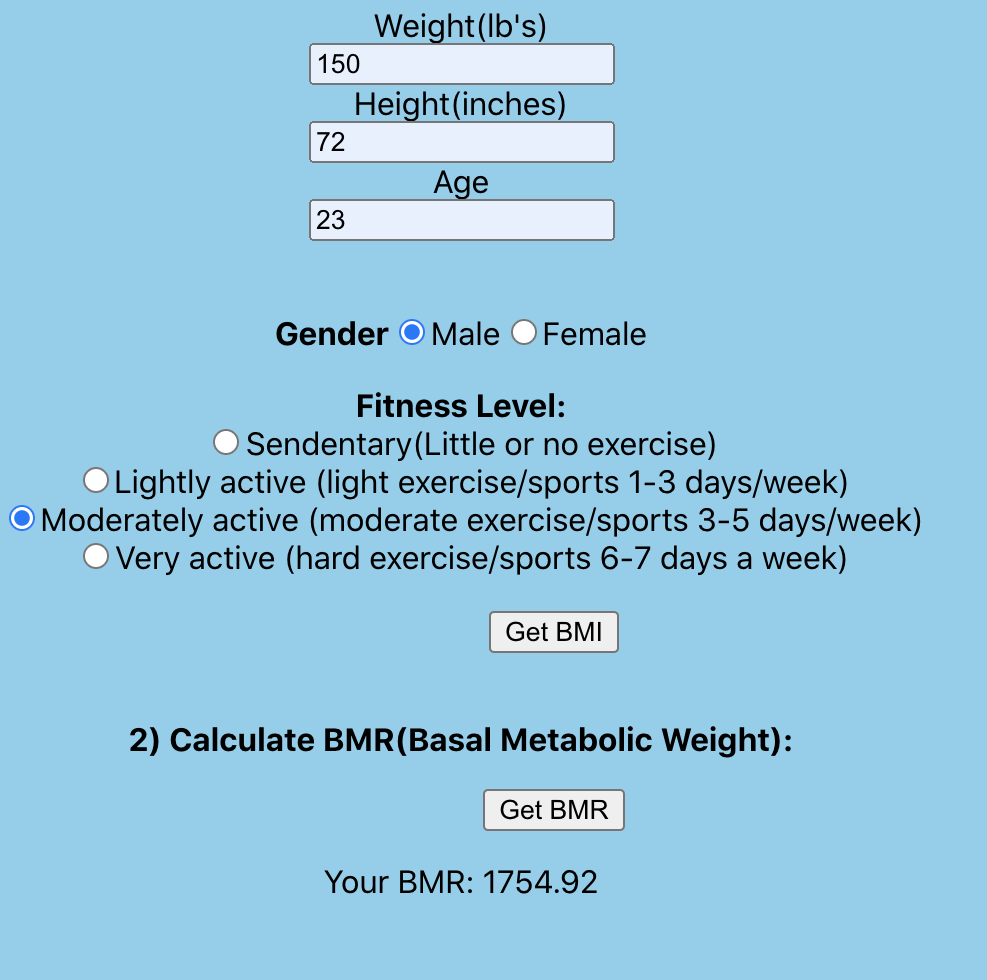 Weight(lb's)
150
Height(inches)
72
Age
23
Gender Male Female
Fitness Level:
Sendentary(Little or no exercise)
Lightly active (light exercise/sports 1-3 days/week)
Moderately active (moderate exercise/sports 3-5 days/week)
Very active (hard exercise/sports 6-7 days a week)
Get BMI
2) Calculate BMR(Basal Metabolic Weight):
Get BMR
Your BMR: 1754.92